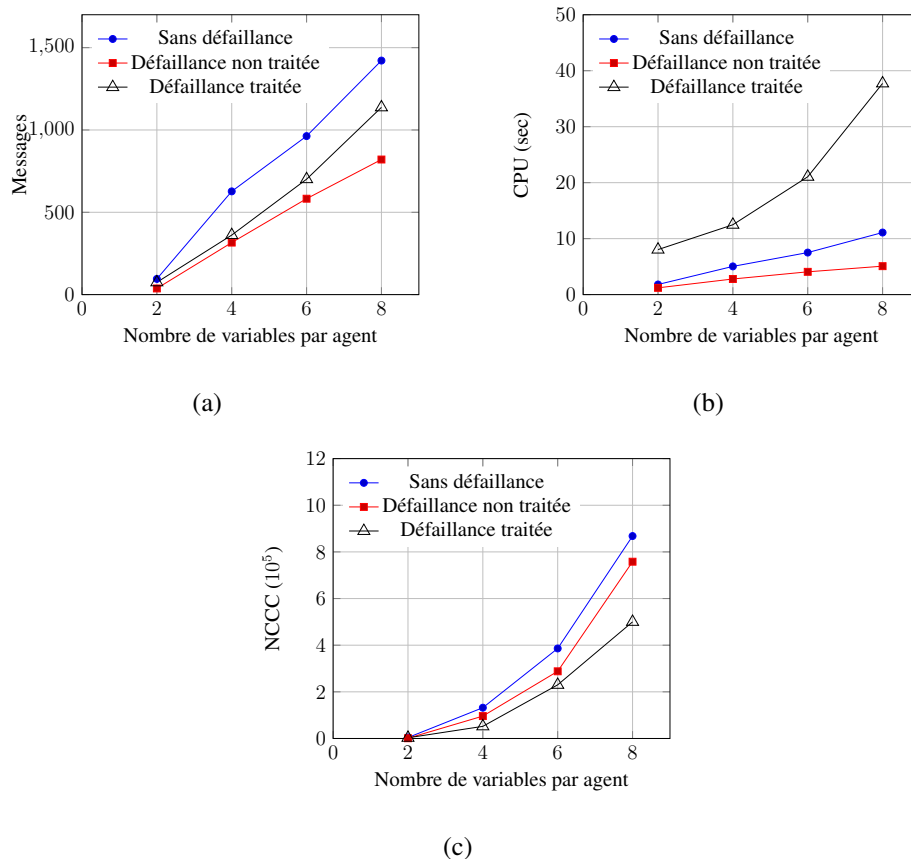 1,500
1,000
500
0
Messages
Sans défaillance
Défaillance non traitée
Défaillance traitée
0 2 4 6 8
Nombre de variables par agent
(a)
50
40
30
20
10
0
CPU (sec)
Sans défaillance
Défaillance non traitée
Défaillance traitée
0 2 4 6 8
Nombre de variables par agent
(b)
12
10
8
6
4
2
0
NCCC (10⁵)
Sans défaillance
Défaillance non traitée
Défaillance traitée
0 2 4 6 8
Nombre de variables par agent
(c)